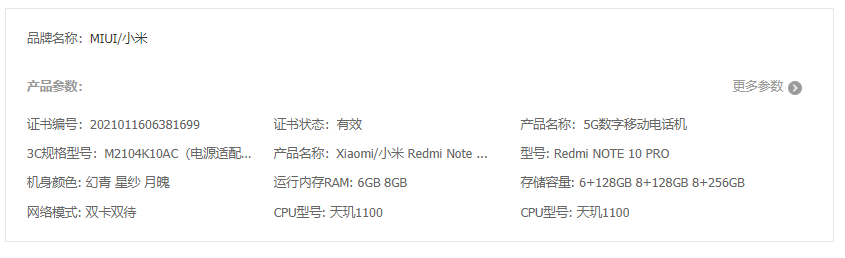 品牌名称：MIUI/小米
产品参数：
更多参数
证书编号：2021011606381699 证书状态：有效 产品名称：5G数字移动电话机
3C规格型号：M2104K10AC（电源适配... 产品名称：Xiaomi/小米 Redmi Note ... 型号: Redmi NOTE 10 PRO
机身颜色: 幻青 星纱 月魄 运行内存RAM: 6GB 8GB 存储容量: 6+128GB 8+128GB 8+256GB
网络模式: 双卡双待 CPU型号: 天玑1100 CPU型号: 天玑1100